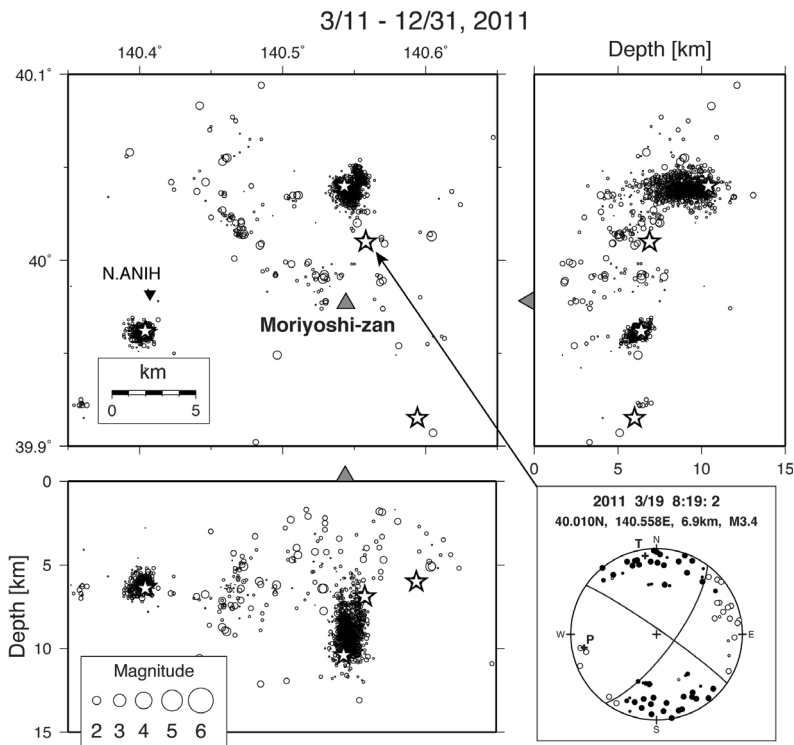 3/11 - 12/31, 2011
140.4° 140.5° 140.6°
Depth [km]
40.1°
40°
39.9°
N.ANIH
Moriyoshi-zan
km
0 5
0 5 10 15
0
5
10
15
Depth [km]
Magnitude
2 3 4 5 6
2011 3/19 8:19: 2
40.010N, 140.558E, 6.9km, M3.4
T N
W P E
S